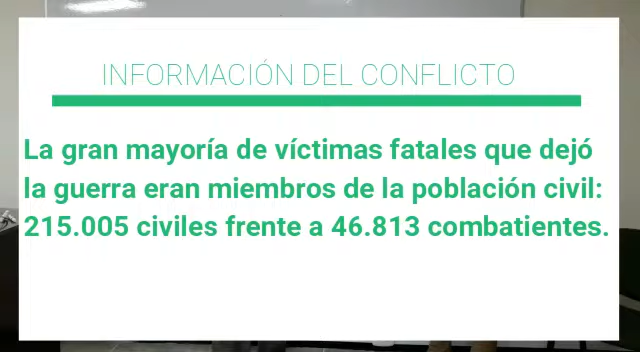 INFORMACIÓN DEL CONFLICTO
La gran mayoría de víctimas fatales que dejó
la guerra eran miembros de la población civil:
215.005 civiles frente a 46.813 combatientes.